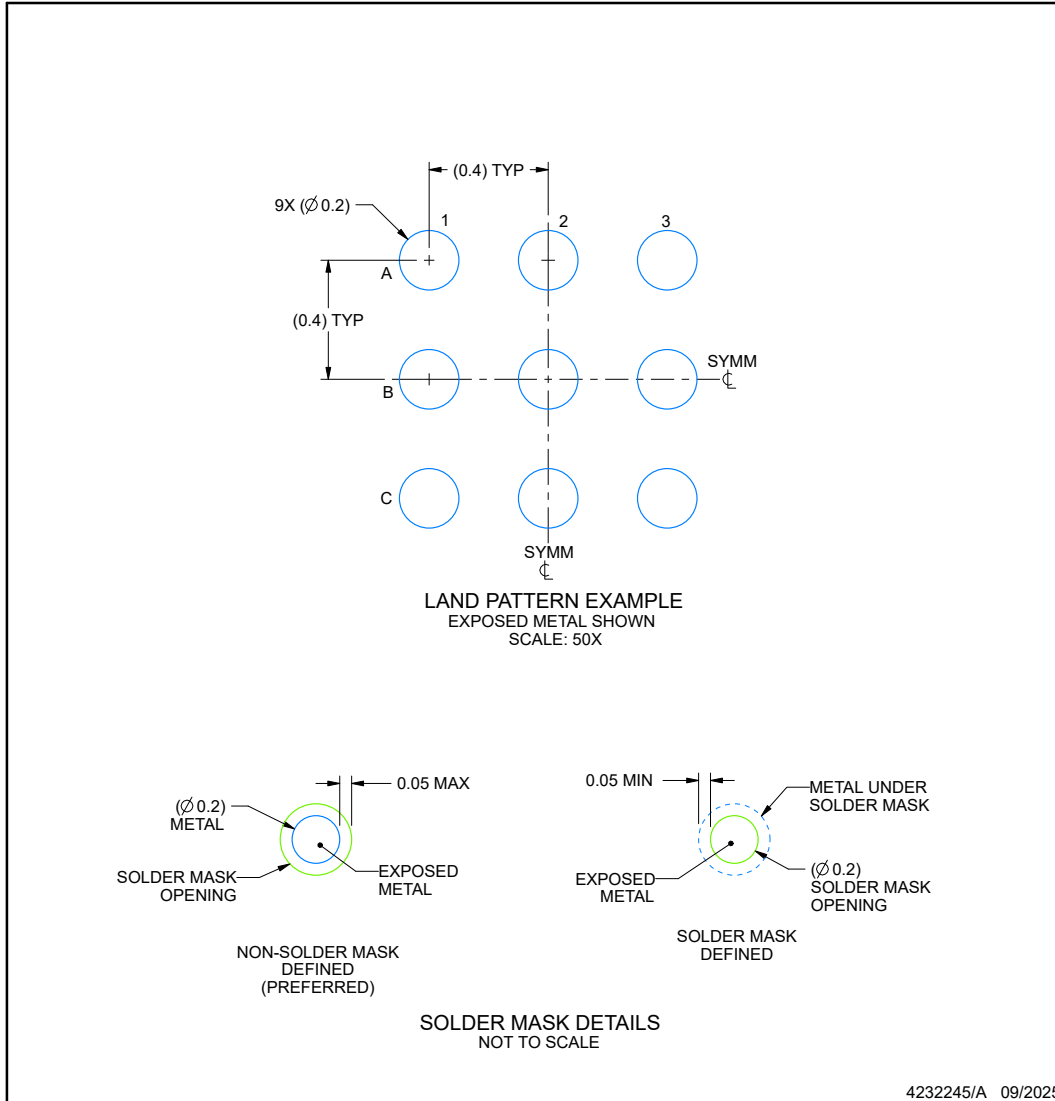 (0.4) TYP
9X (∅ 0.2)
1
2
3
A
(0.4) TYP
SYMM
B
C
SYMM
LAND PATTERN EXAMPLE
EXPOSED METAL SHOWN
SCALE: 50X
0.05 MAX
(∅ 0.2)
METAL
SOLDER MASK
OPENING
EXPOSED
METAL
NON-SOLDER MASK
DEFINED
(PREFERRED)
0.05 MIN
METAL UNDER
SOLDER MASK
EXPOSED
METAL
(∅ 0.2)
SOLDER MASK
OPENING
SOLDER MASK
DEFINED
SOLDER MASK DETAILS
NOT TO SCALE
4232245/A 09/2025